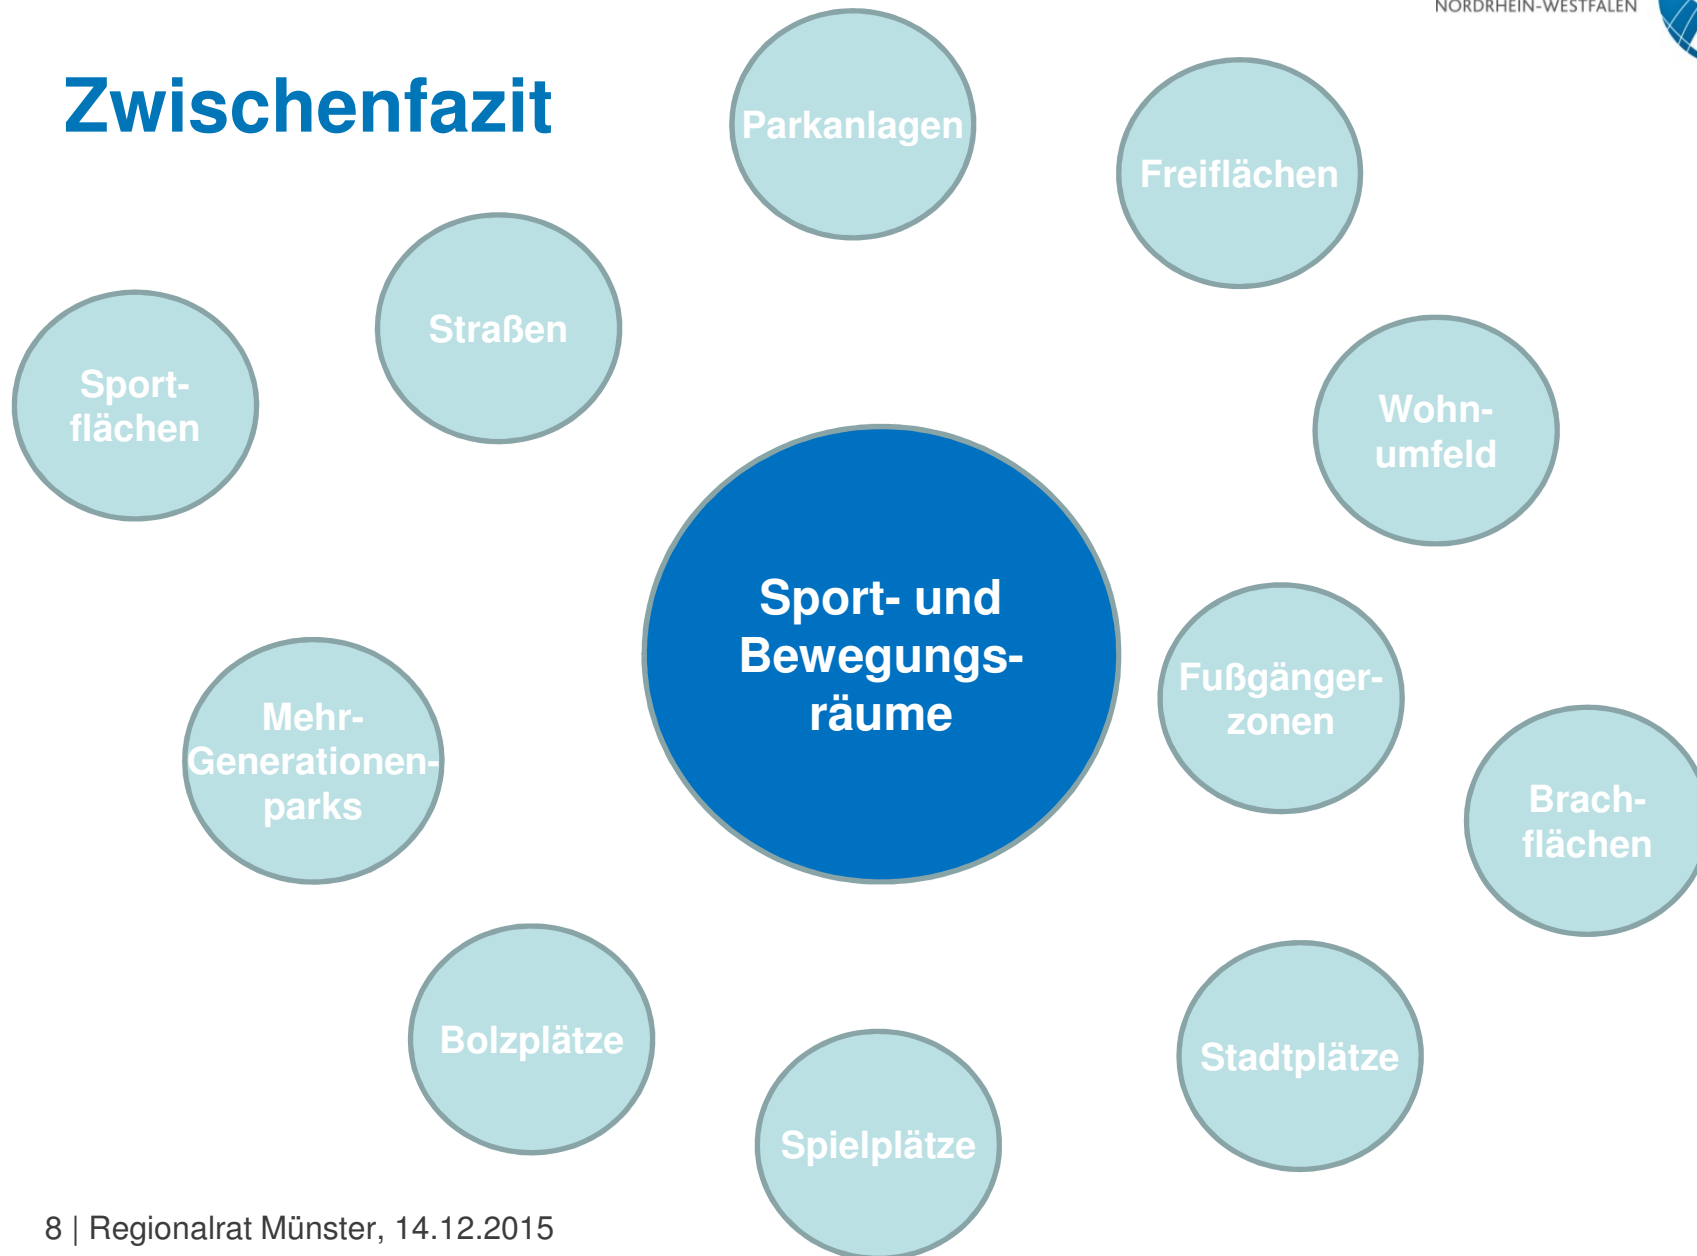 NORDRHEIN-WESTFALEN
Zwischenfazit
Parkanlagen
Freiflächen
Straßen
Sport-
flächen
Wohn-
umfeld
Sport- und
Bewegungs-
räume
Fußgänger-
zonen
Mehr-
Generationen-
parks
Brach-
flächen
Bolzplätze
Stadtplätze
Spielplätze
8 | Regionalrat Münster, 14.12.2015